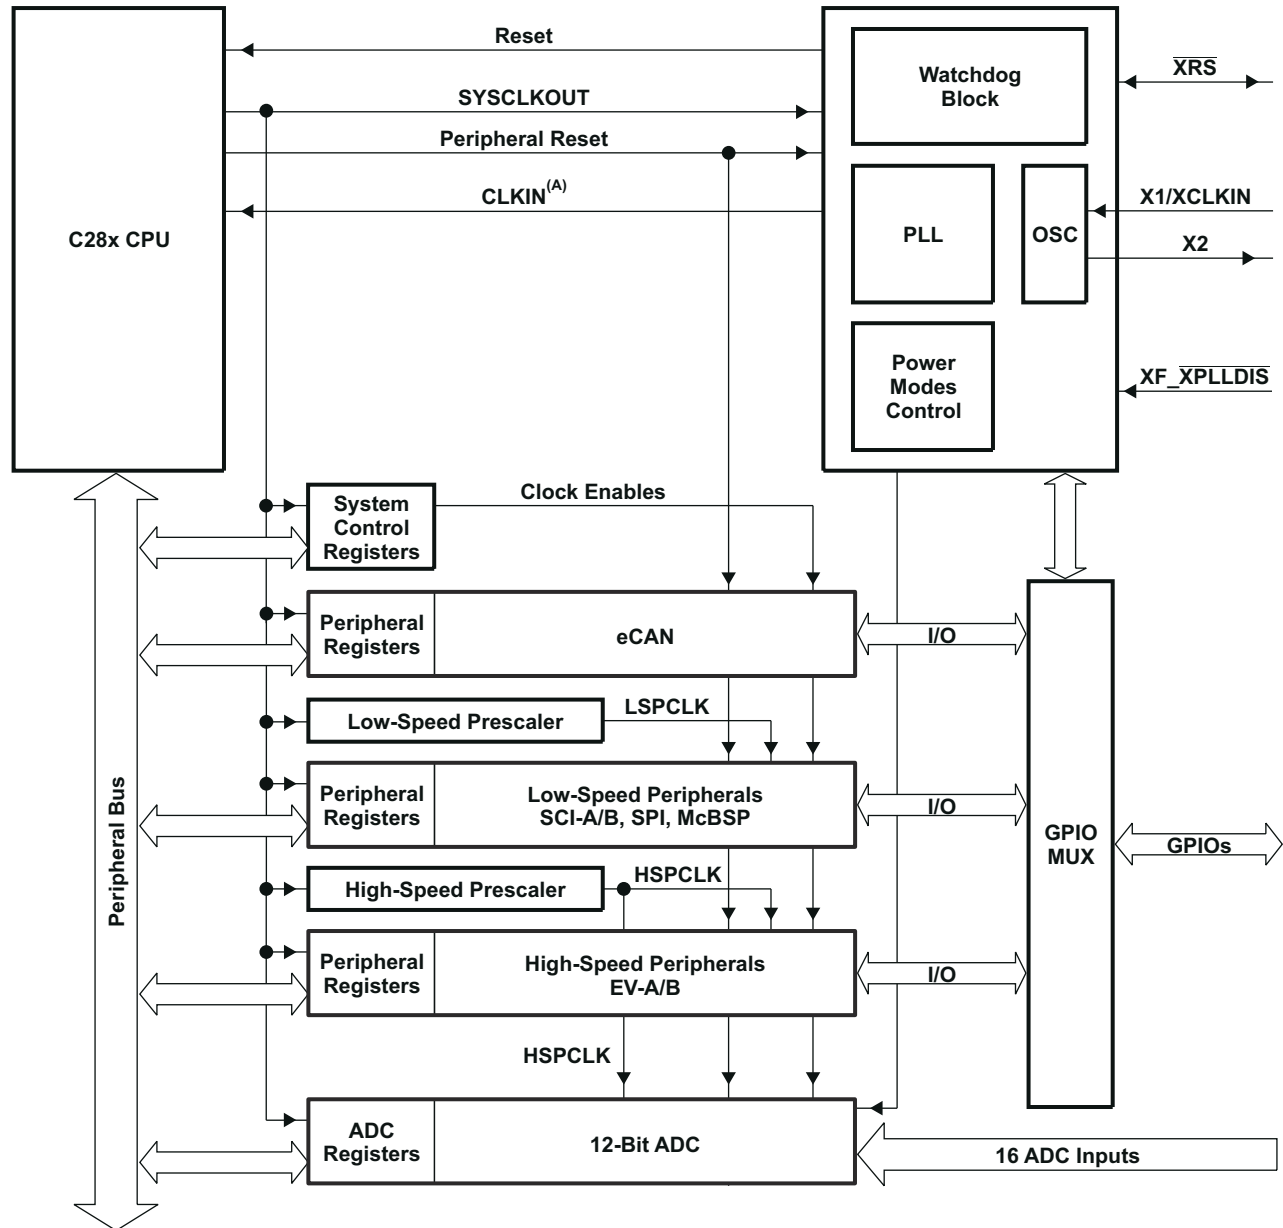 Reset
Watchdog
Block
XRS
SYSCLKOUT
Peripheral Reset
CLKIN(A)
X1/XCLKIN
C28x CPU
PLL
OSC
X2
Power
Modes
Control
XF_XPLLDIS
System
Control
Registers
Clock Enables
Peripheral
Registers
eCAN
I/O
Low-Speed Prescaler
LSPCLK
Peripheral
Registers
Low-Speed Peripherals
SCI-A/B, SPI, McBSP
I/O
GPIO
MUX
GPIOs
Peripheral Bus
High-Speed Prescaler
HSPCLK
Peripheral
Registers
High-Speed Peripherals
EV-A/B
I/O
HSPCLK
ADC
Registers
12-Bit ADC
16 ADC Inputs